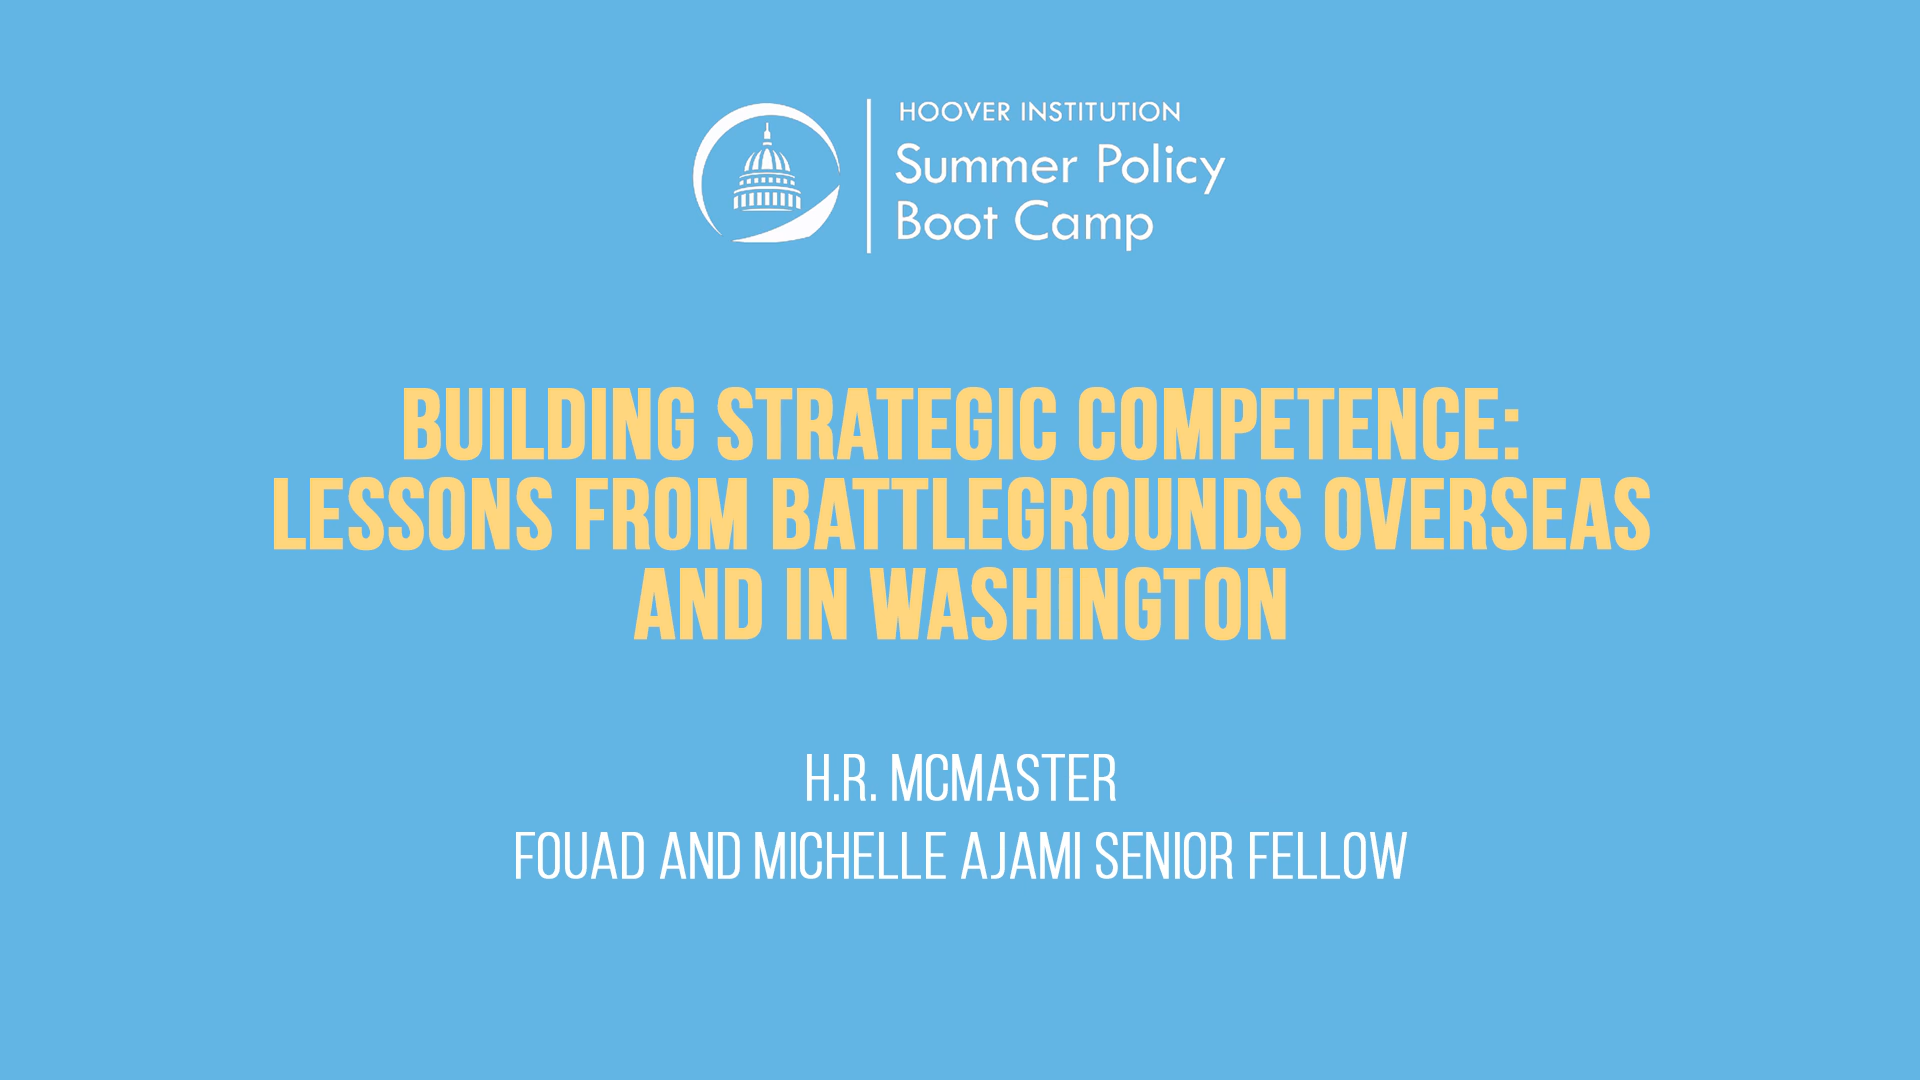 HOOVER INSTITUTION
Summer Policy
Boot Camp
BUILDING STRATEGIC COMPETENCE:
LESSONS FROM BATTLEGROUNDS OVERSEAS
AND IN WASHINGTON
H.R. MCMASTER
FOUAD AND MICHELLE AJAMI SENIOR FELLOW